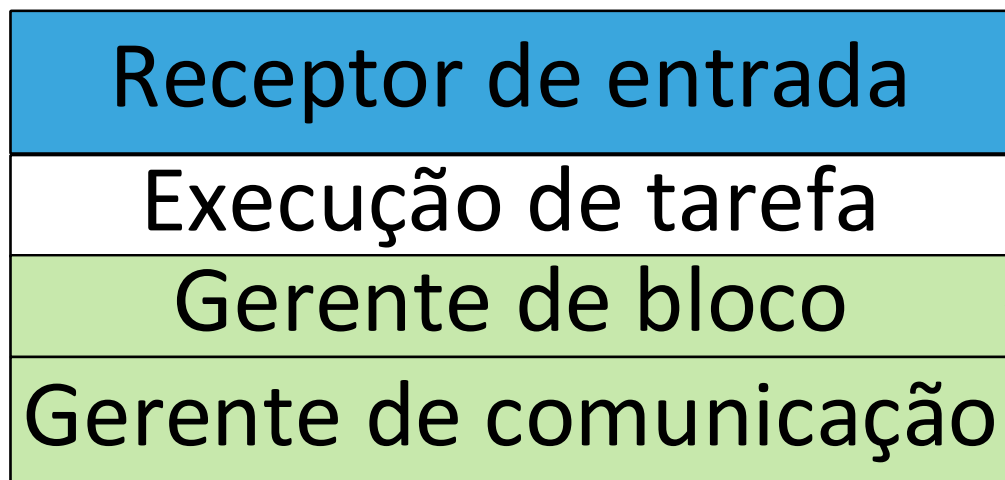 Receptor de entrada
Execução de tarefa
Gerente de bloco
Gerente de comunicação